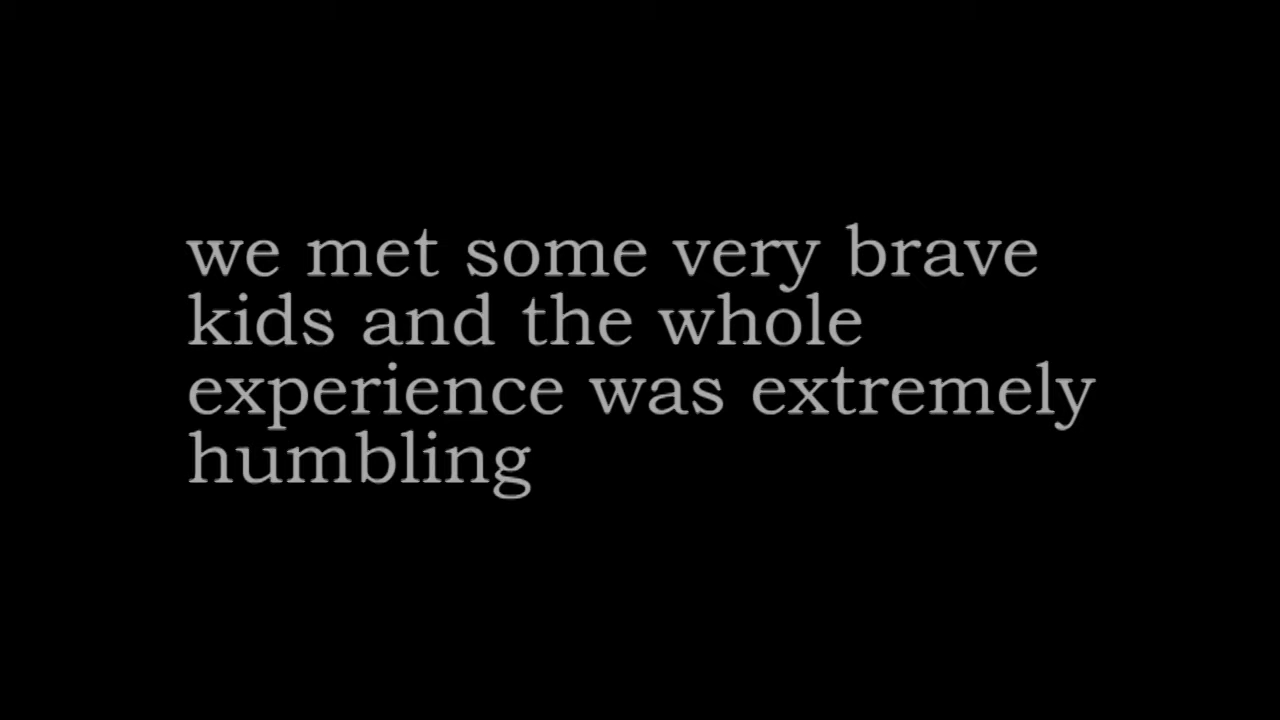 we met some very brave
kids and the whole
experience was extremely
humbling